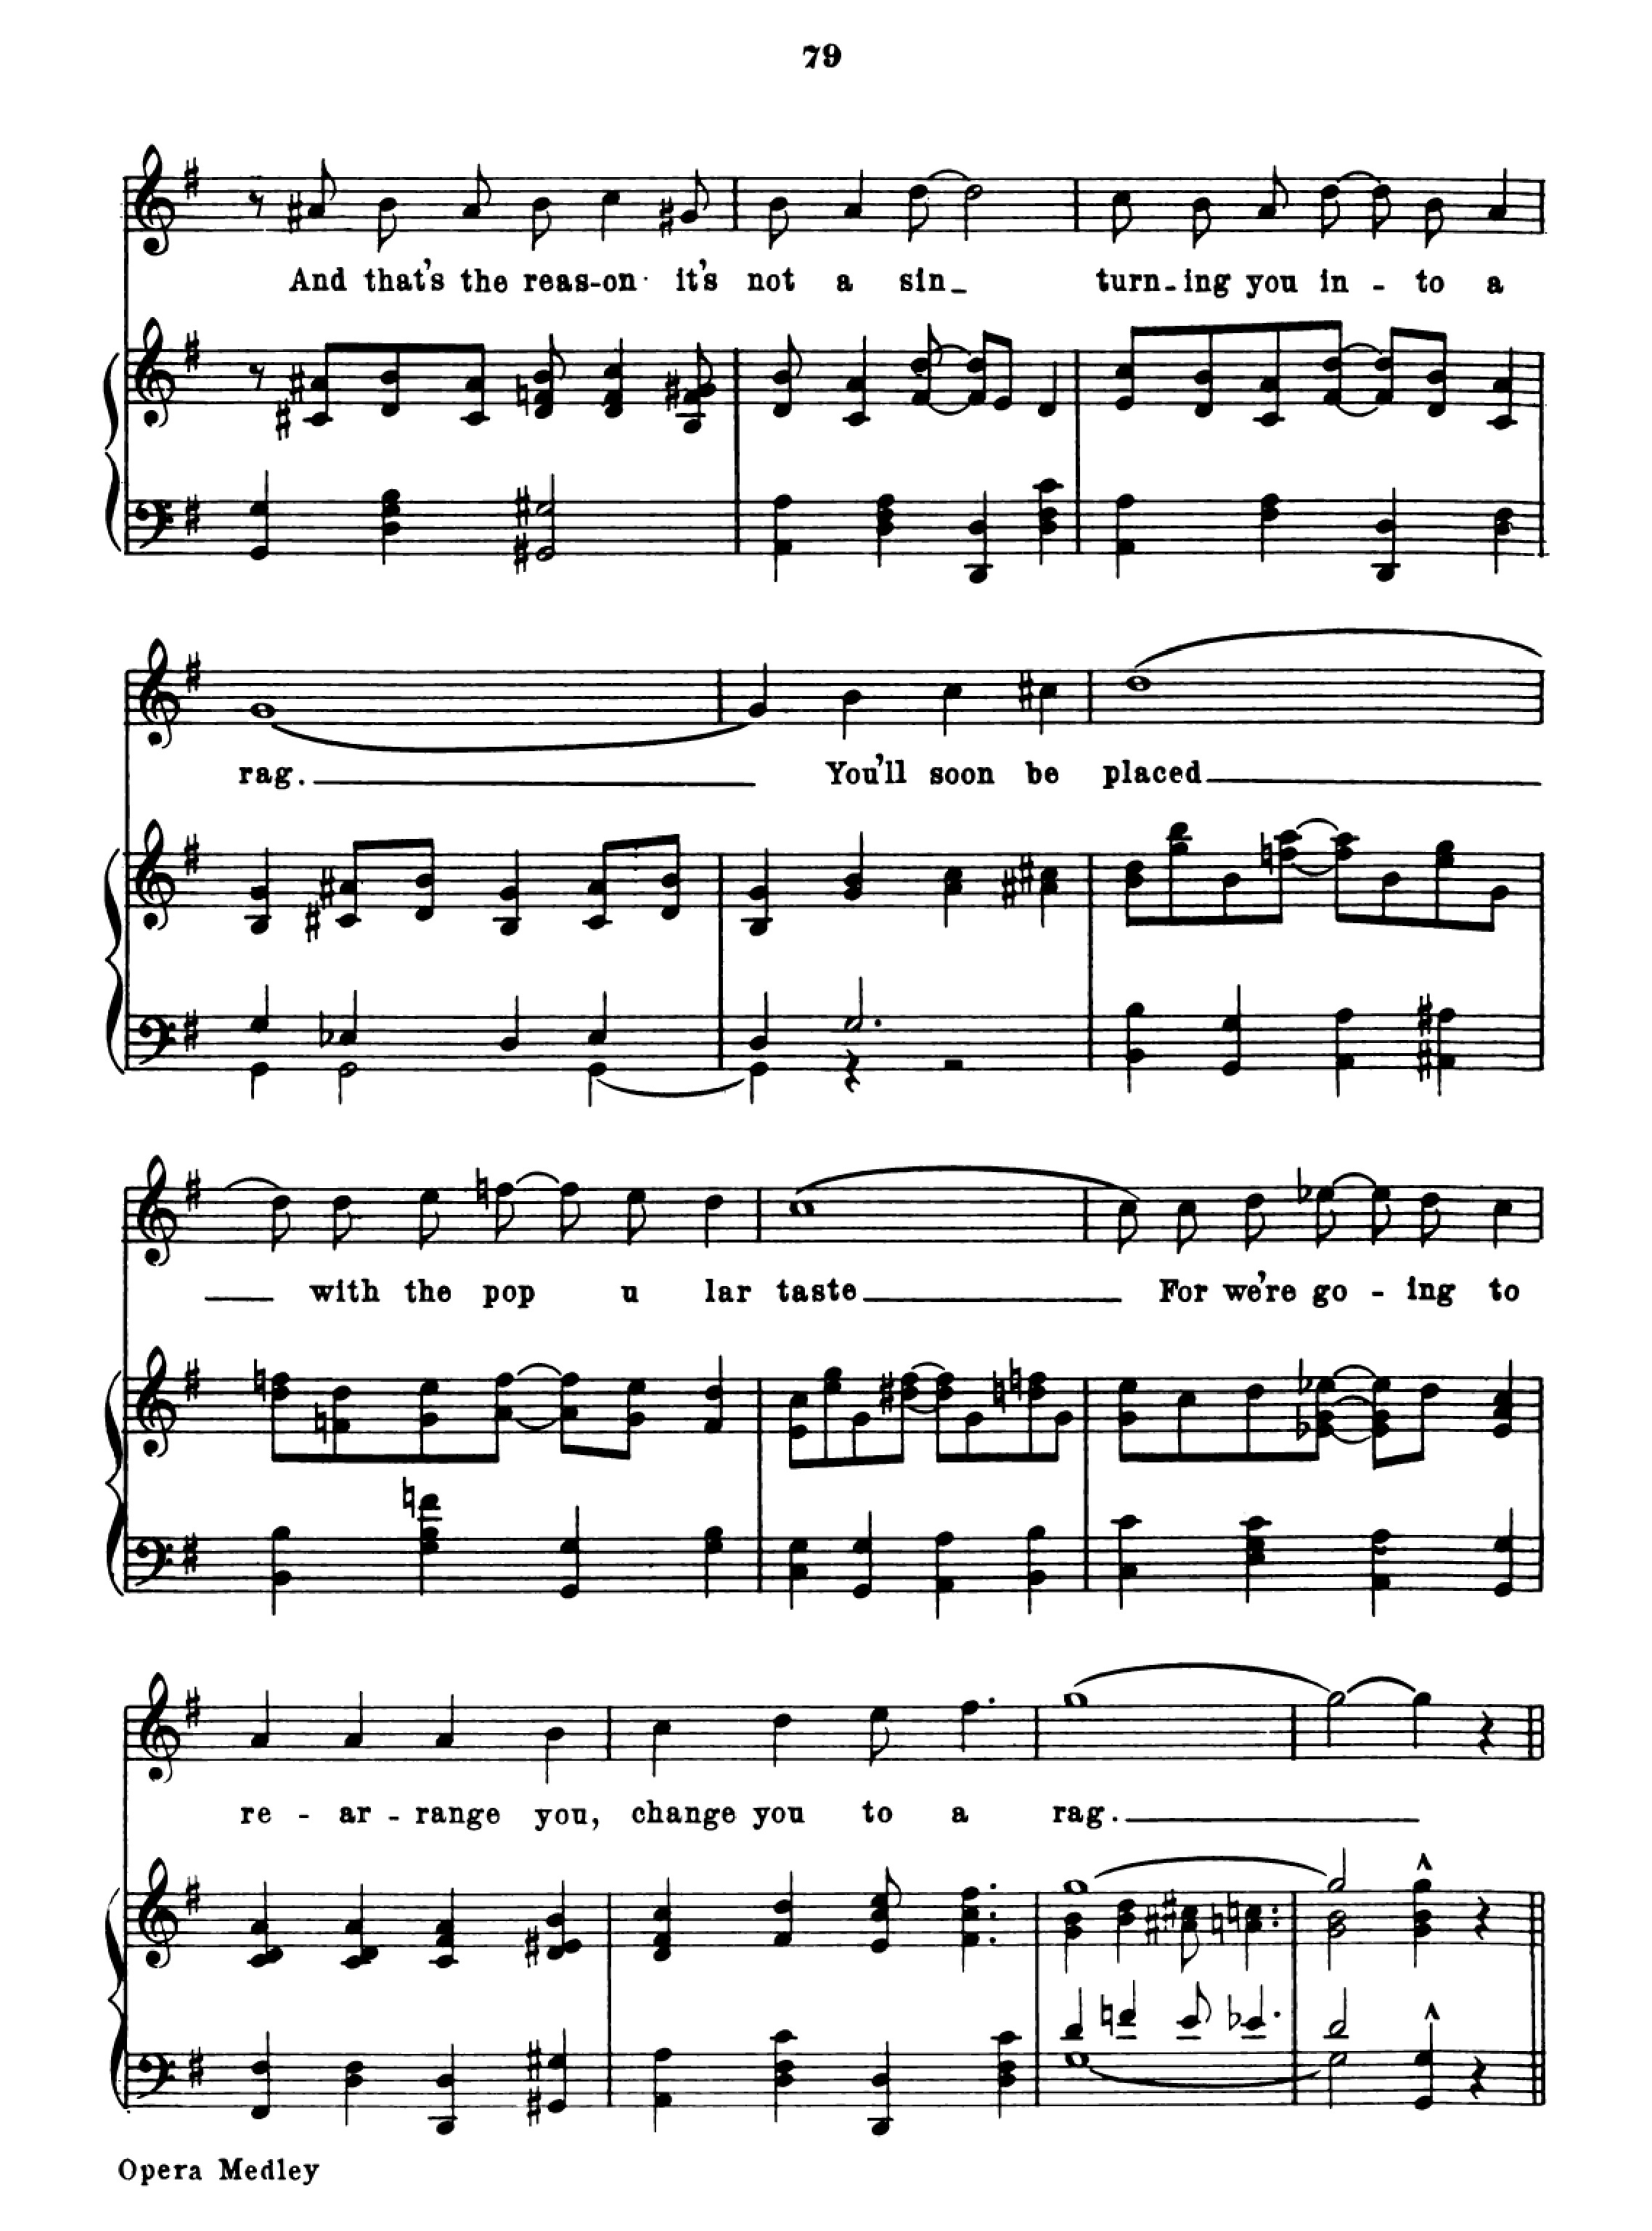 79
And that's the reas-on it's not a sin_ turn-ing you in - to a
rag. You'll soon be placed
with the pop u lar taste For we're go - ing to
re - ar - range you, change you to a rag.
Opera Medley